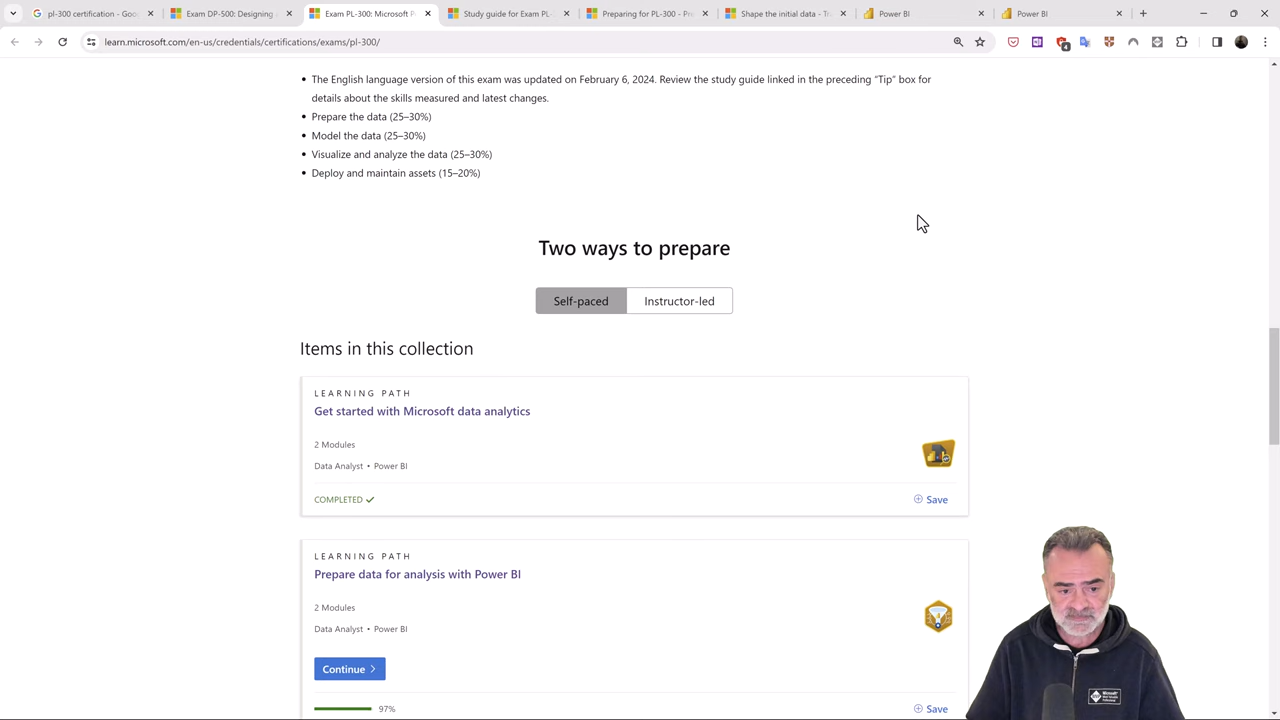 pl-300 certification - Goo
Exam DP-500: Designing
Exam PL-300: Microsoft P
Study guide for Exam PL-
Preparing for PL-300 - Pr
Shape the initial data - Tr
Power BI
Power BI
learn.microsoft.com/en-us/credentials/certifications/exams/pl-300/
4
• The English language version of this exam was updated on February 6, 2024. Review the study guide linked in the preceding “Tip” box for
details about the skills measured and latest changes.
• Prepare the data (25–30%)
• Model the data (25–30%)
• Visualize and analyze the data (25–30%)
• Deploy and maintain assets (15–20%)
Two ways to prepare
Self-paced
Instructor-led
Items in this collection
LEARNING PATH
Get started with Microsoft data analytics
2 Modules
Data Analyst • Power BI
COMPLETED
Save
LEARNING PATH
Prepare data for analysis with Power BI
2 Modules
Data Analyst • Power BI
Continue
97%
Save
Microsoft